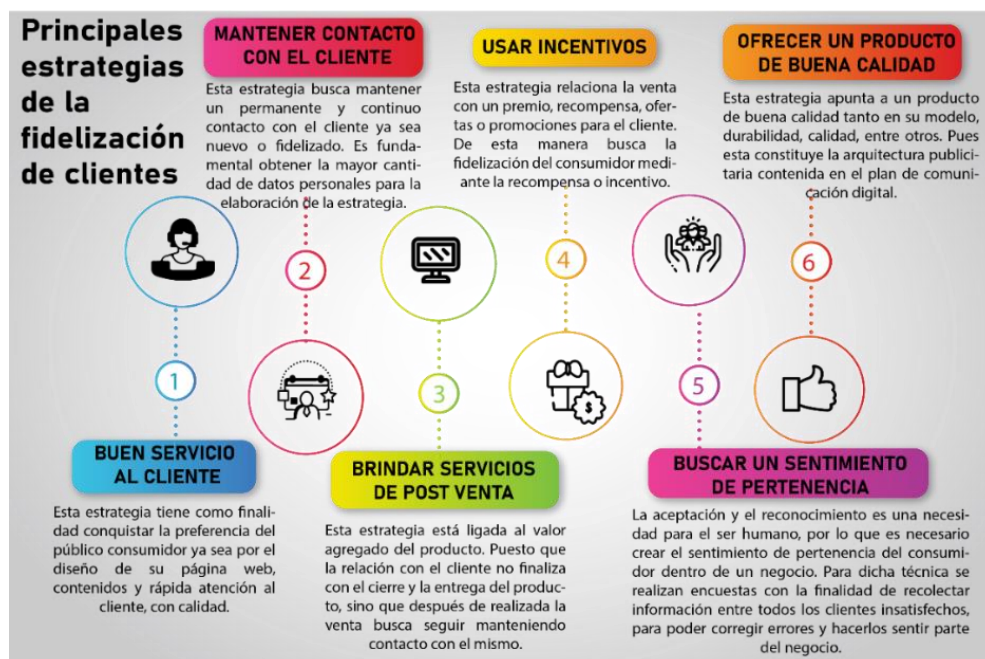 Principales
estrategias
de la
fidelización
de clientes
1
BUEN SERVICIO
AL CLIENTE
Esta estrategia tiene como finali-
dad conquistar la preferencia del
público consumidor ya sea por el
diseño de su página web,
contenidos y rápida atención al
cliente, con calidad.
MANTENER CONTACTO
CON EL CLIENTE
Esta estrategia busca mantener
un permanente y continuo
contacto con el cliente ya sea
nuevo o fidelizado. Es funda-
mental obtener la mayor canti-
dad de datos personales para la
elaboración de la estrategia.
2
3
BRINDAR SERVICIOS
DE POST VENTA
Esta estrategia está ligada al valor
agregado del producto. Puesto que
la relación con el cliente no finaliza
con el cierre y la entrega del produc-
to, sino que después de realizada la
venta busca seguir manteniendo
contacto con el mismo.
USAR INCENTIVOS
Esta estrategia relaciona la venta
con un premio, recompensa, ofer-
tas o promociones para el cliente.
De esta manera busca la
fidelización del consumidor medi-
ante la recompensa o incentivo.
4
$
5
BUSCAR UN SENTIMIENTO
DE PERTENENCIA
La aceptación y el reconocimiento es una necesi-
dad para el ser humano, por lo que es necesario
crear el sentimiento de pertenencia del consumi-
dor dentro de un negocio. Para dicha técnica se
realizan encuestas con la finalidad de recolectar
información entre todos los clientes insatisfechos,
para poder corregir errores y hacerlos sentir parte
del negocio.
OFRECER UN PRODUCTO
DE BUENA CALIDAD
Esta estrategia apunta a un producto
de buena calidad tanto en su modelo,
durabilidad, calidad, entre otros. Pues
esta constituye la arquitectura publici-
taria contenida en el plan de comuni-
cación digital.
6